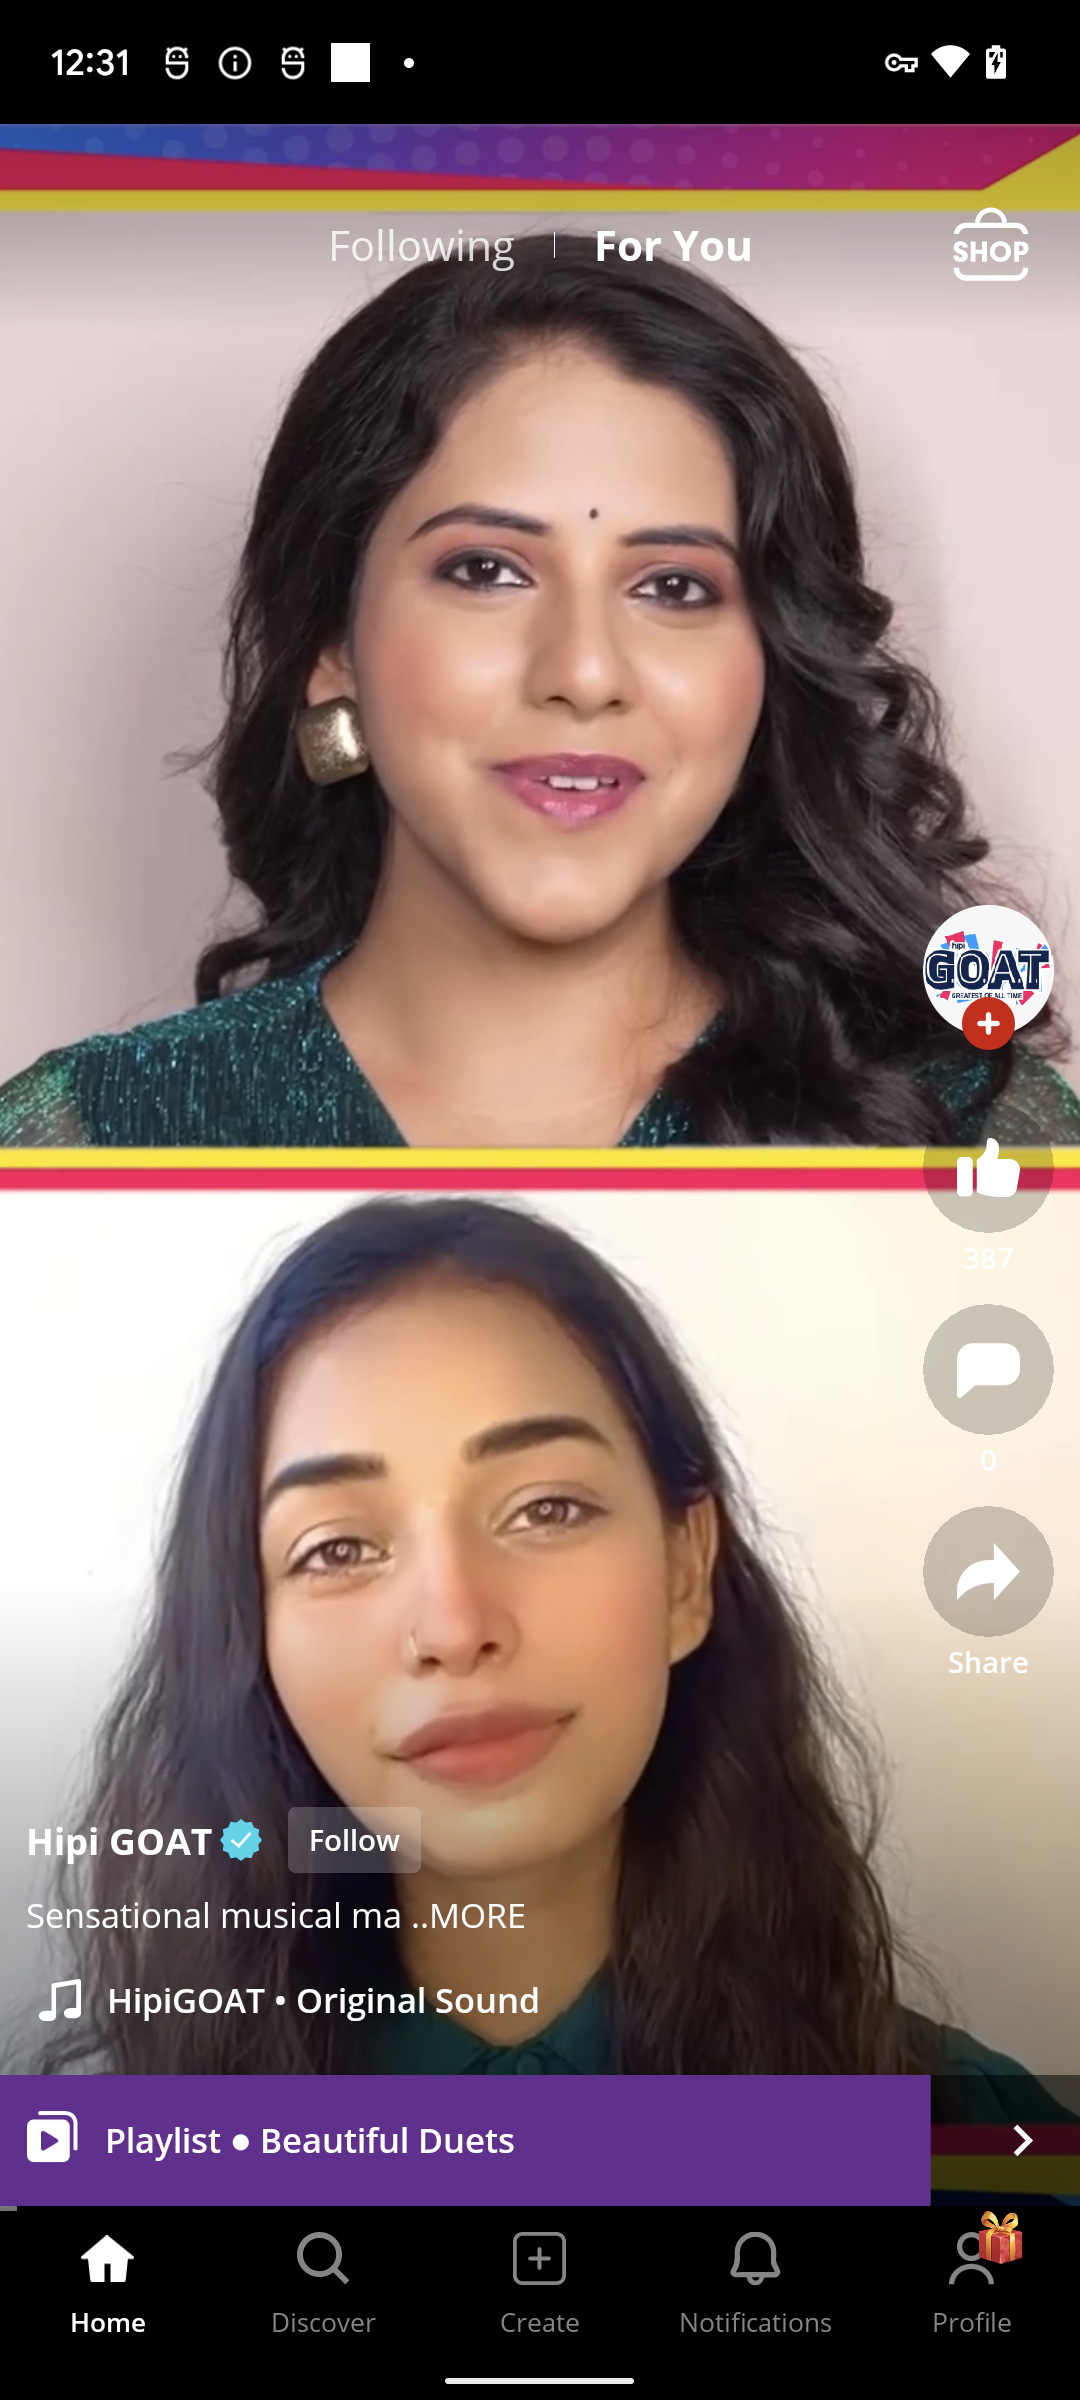 12:31
Following
For You
SHOP
hipi
GOAT
GREATEST OF ALL TIME
387
0
Share
Hipi GOAT
Follow
Sensational musical ma ..MORE
HipiGOAT • Original Sound
Playlist ● Beautiful Duets
Home
Discover
Create
Notifications
Profile